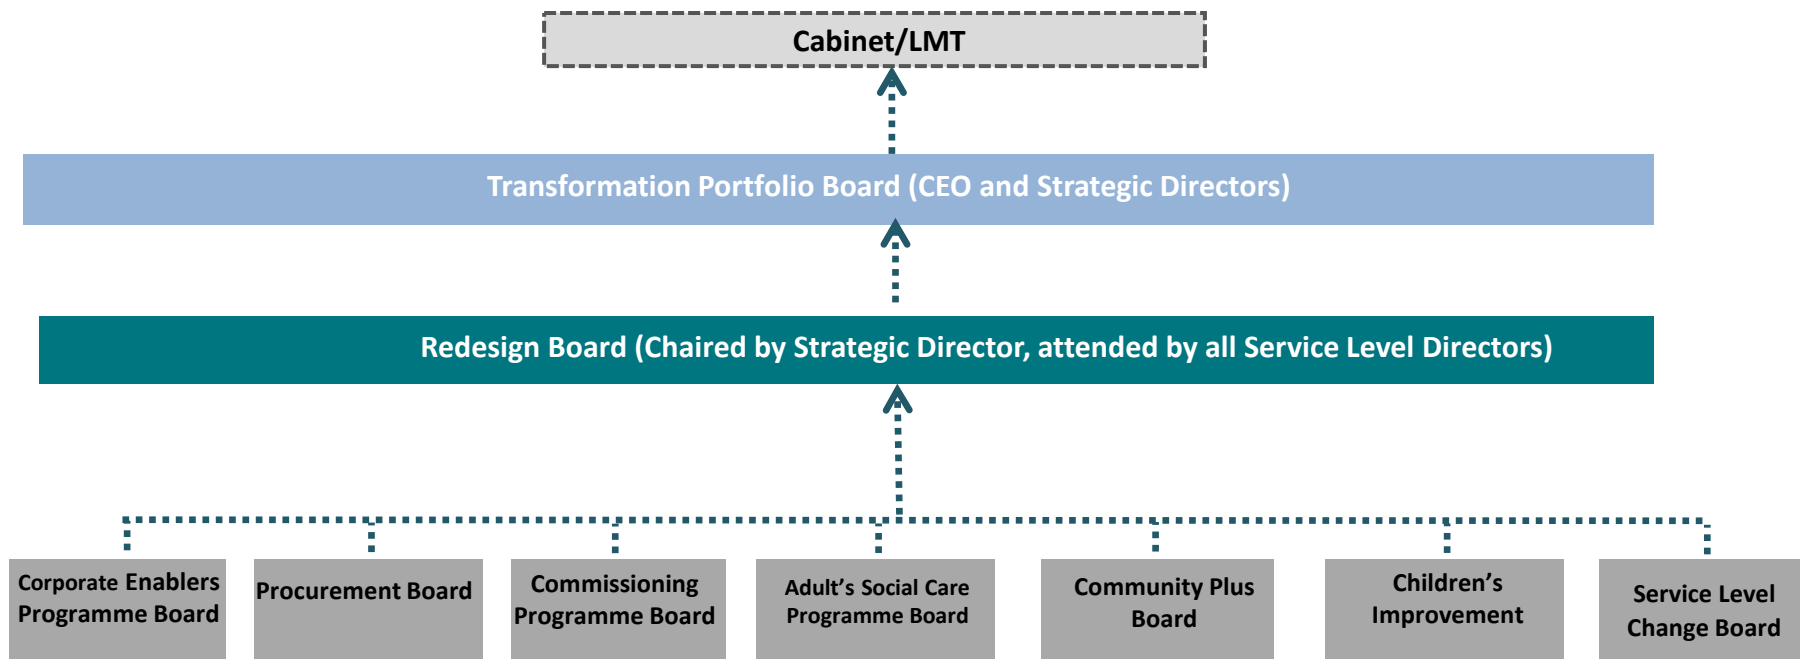 Cabinet/LMT
Transformation Portfolio Board (CEO and Strategic Directors)
Redesign Board (Chaired by Strategic Director, attended by all Service Level Directors)
Corporate Enablers
Programme Board
Procurement Board
Commissioning
Programme Board
Adult’s Social Care
Programme Board
Community Plus
Board
Children’s
Improvement
Service Level
Change Board